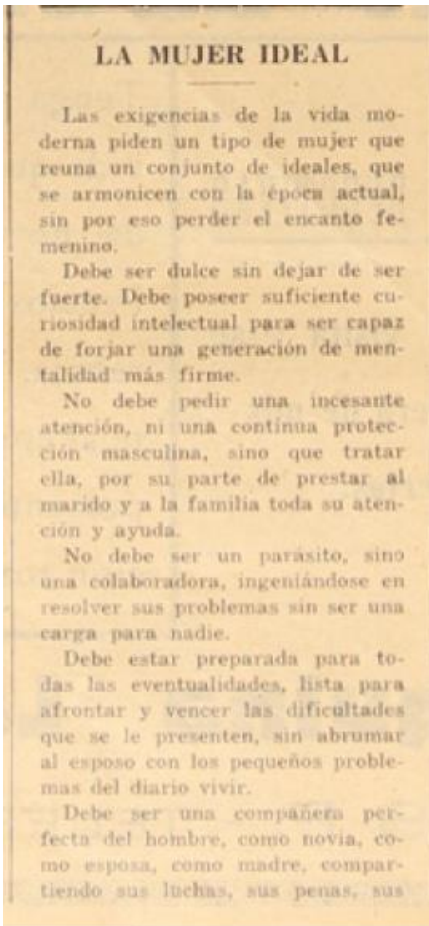 LA MUJER IDEAL
Las exigencias de la vida mo-
derna piden un tipo de mujer que
reuna un conjunto de ideales, que
se armonicen con la época actual,
sin por eso perder el encanto fe-
menino.
Debe ser dulce sin dejar de ser
fuerte. Debe poseer suficiente cu-
riosidad intelectual para ser capaz
de forjar una generación de men-
talidad más firme.
No debe pedir una incesante
atención, ni una continua protec-
ción masculina, sino que tratar
ella, por su parte de prestar al
marido y a la familia toda su aten-
ción y ayuda.
No debe ser un parásito, sino
una colaboradora, ingeniándose en
resolver sus problemas sin ser una
carga para nadie.
Debe estar preparada para to-
das las eventualidades, lista para
afrontar y vencer las dificultades
que se le presenten, sin abrumar
al esposo con los pequeños proble-
mas del diario vivir.
Debe ser una compañera per-
fecta del hombre, como novia, co-
mo esposa, como madre, compar-
tiendo sus luchas, sus penas, sus